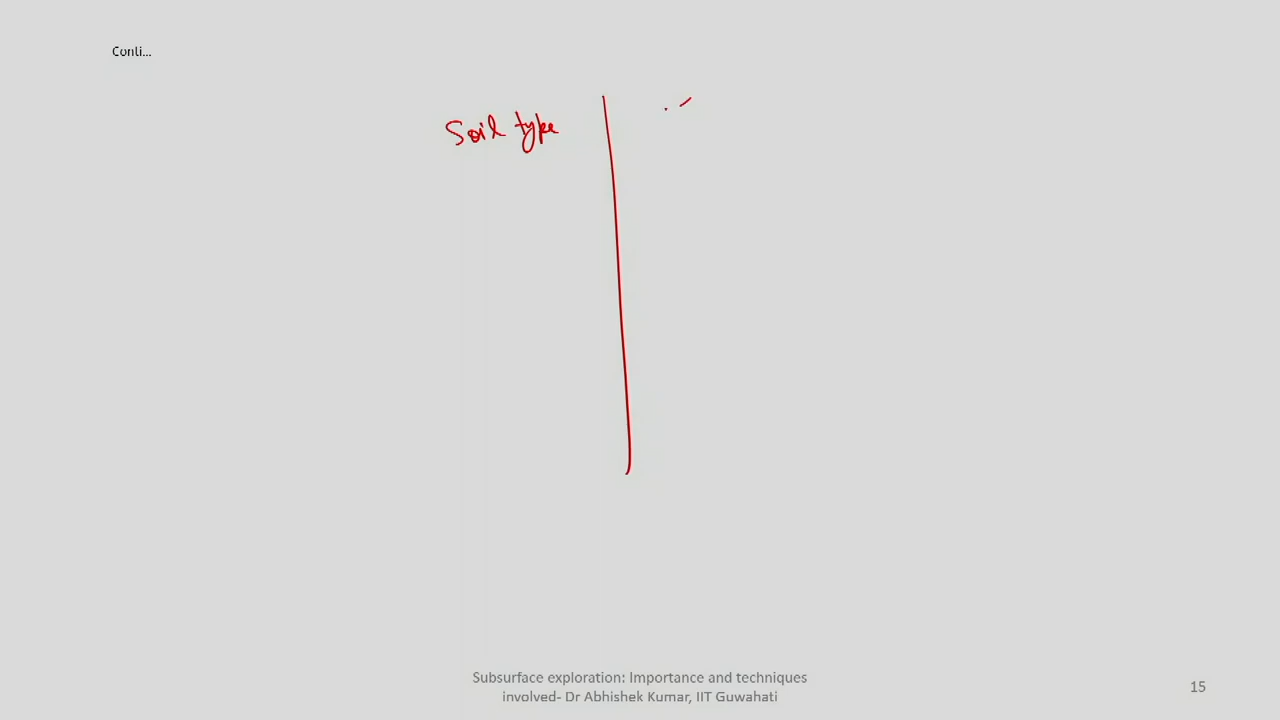 Conti...
Soil type
Subsurface exploration: Importance and techniques
involved- Dr Abhishek Kumar, IIT Guwahati
15